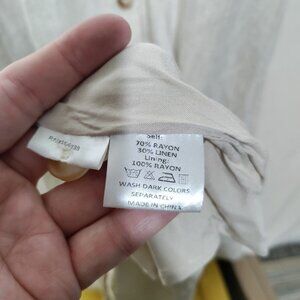 Self:
70% RAYON
30% LINEN
Lining:
100% RAYON
WASH DARK COLORS
SEPARATELY
MADE IN CHINA